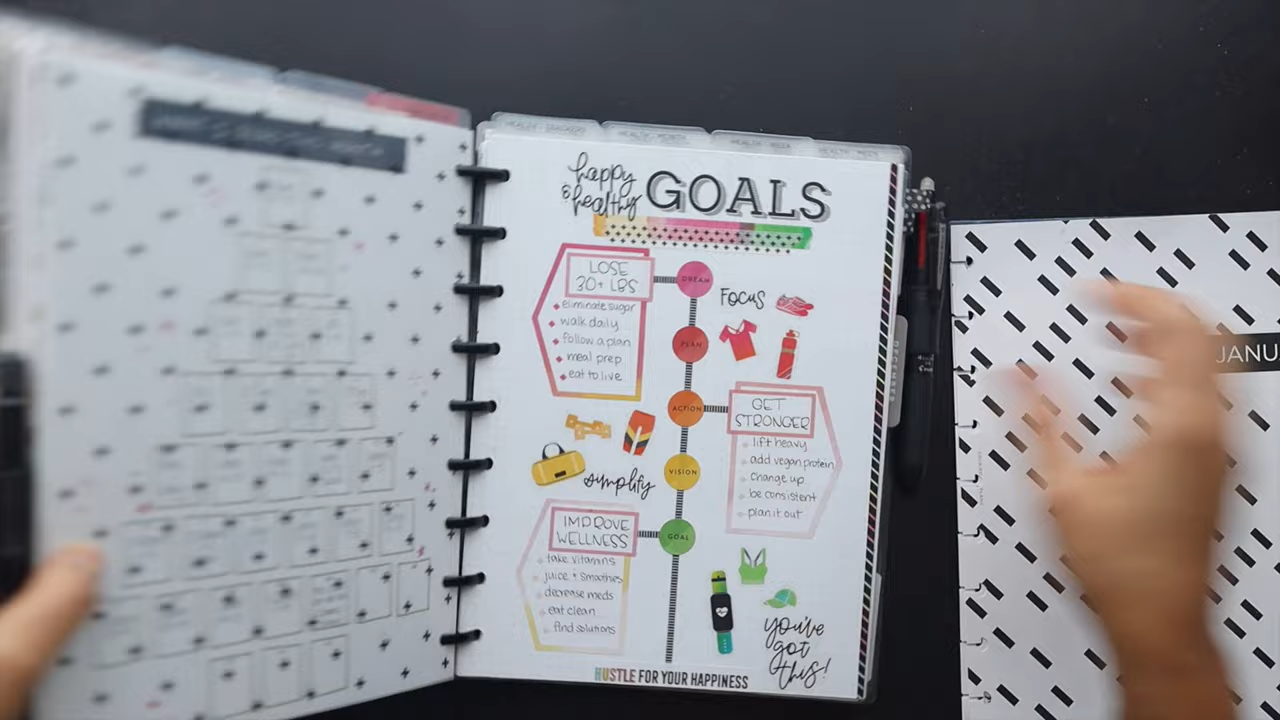 HEALTH - MONTH
happy
& healthy
GOALS
LOSE
30+ LBS
DREAM
eliminate sugar
walk daily
follow a plan
meal prep
eat to live
FOCUS
PLAN
ACTION
GET
STRONGER
lift heavy
add vegan protein
change up
be consistent
plan it out
simplify
VISION
IMPROVE
WELLNESS
GOAL
take vitamins
juice & smoothies
decrease meds
eat clean
find solutions
you've
got
this!
HUSTLE FOR YOUR HAPPINESS
DECEMBER
JANU